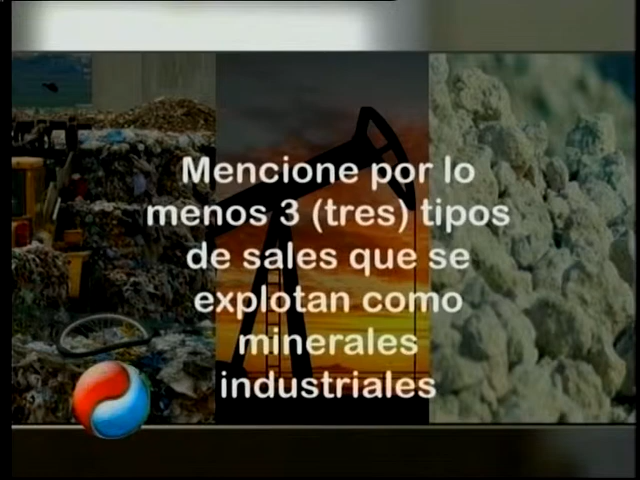 Mencione por lo
menos 3 (tres) tipos
de sales que se
explotan como
minerales
industriales